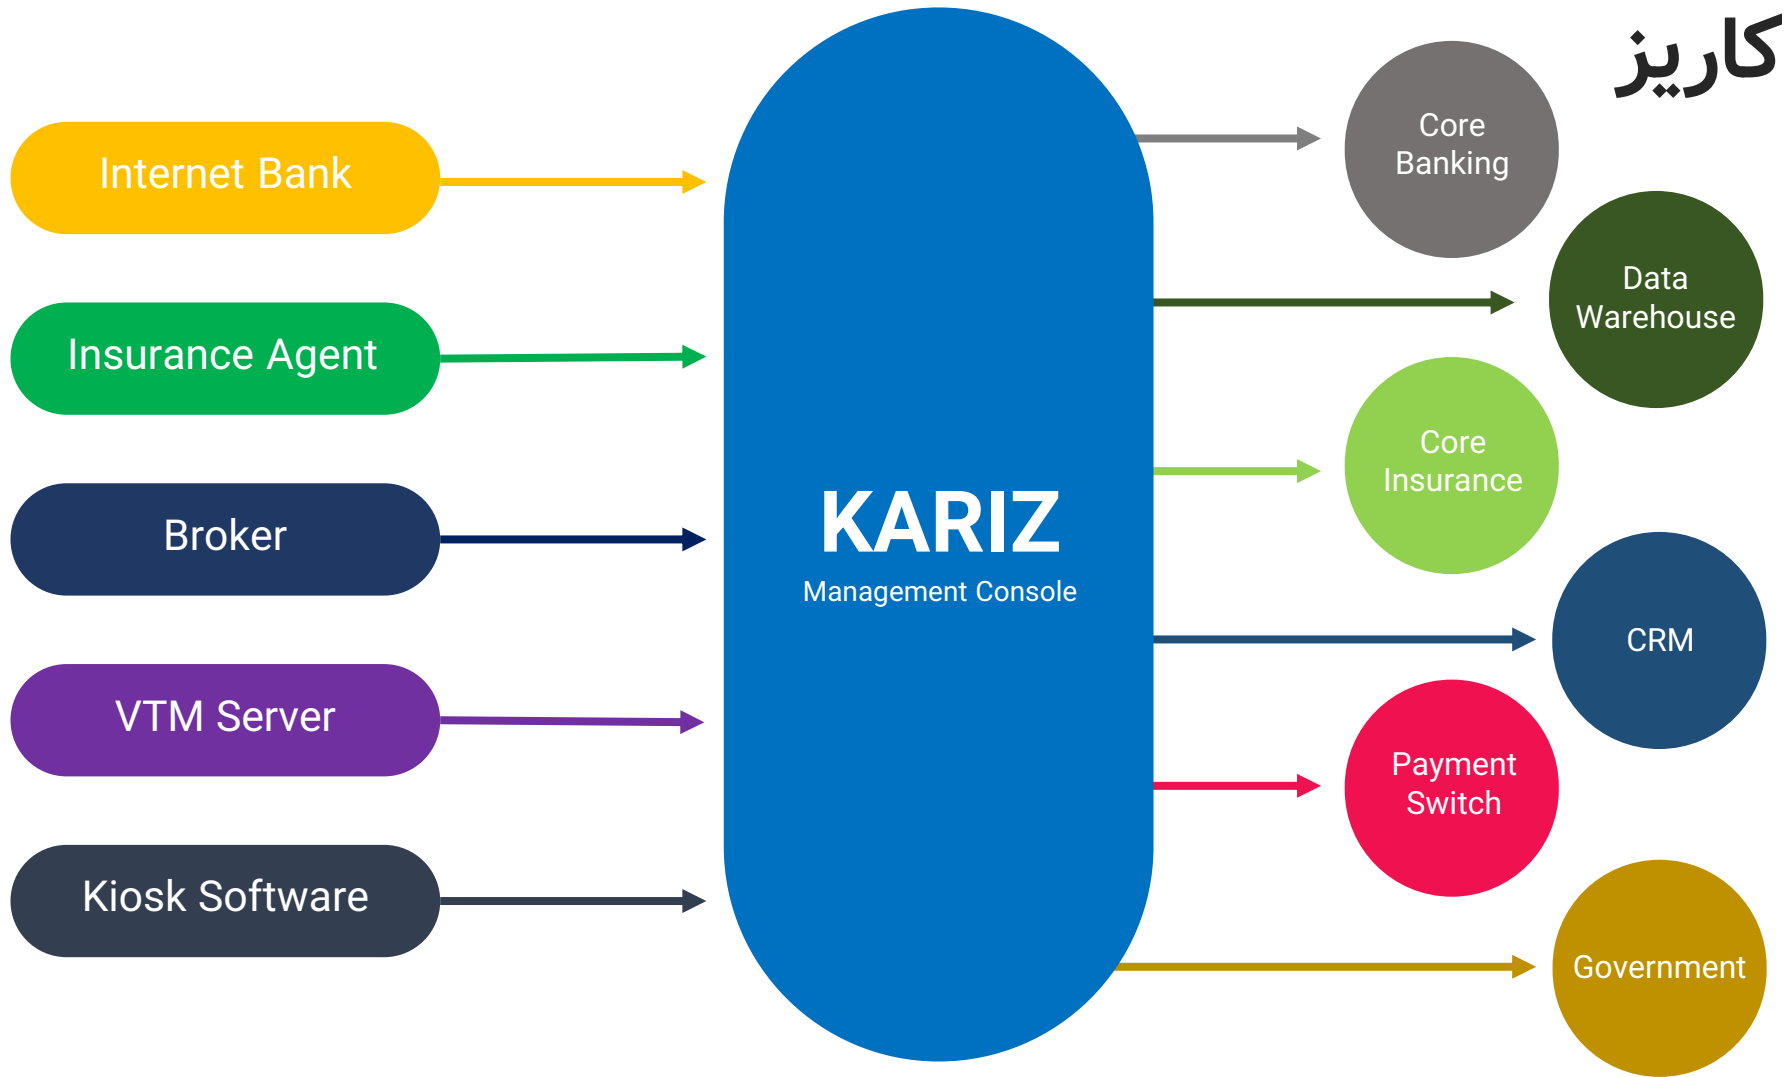 کاریز
Internet Bank
Insurance Agent
Broker
VTM Server
Kiosk Software
KARIZ
Management Console
Core
Banking
Data
Warehouse
Core
Insurance
CRM
Payment
Switch
Government